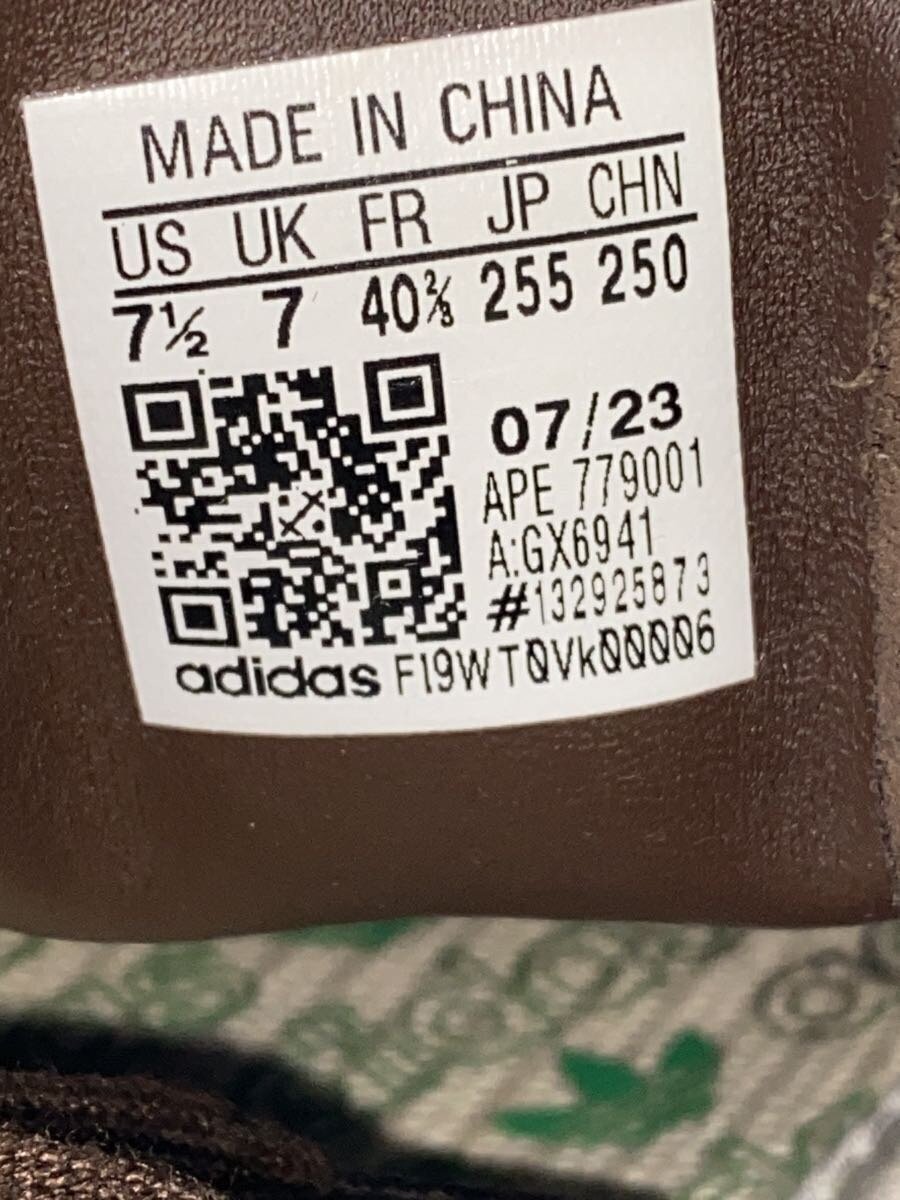 MADE IN CHINA
US UK FR JP CHN
7½ 7 40⅔ 255 250
07/23
APE 779001
A:GX6941
#132925873
adidas F19WT0Vk00006